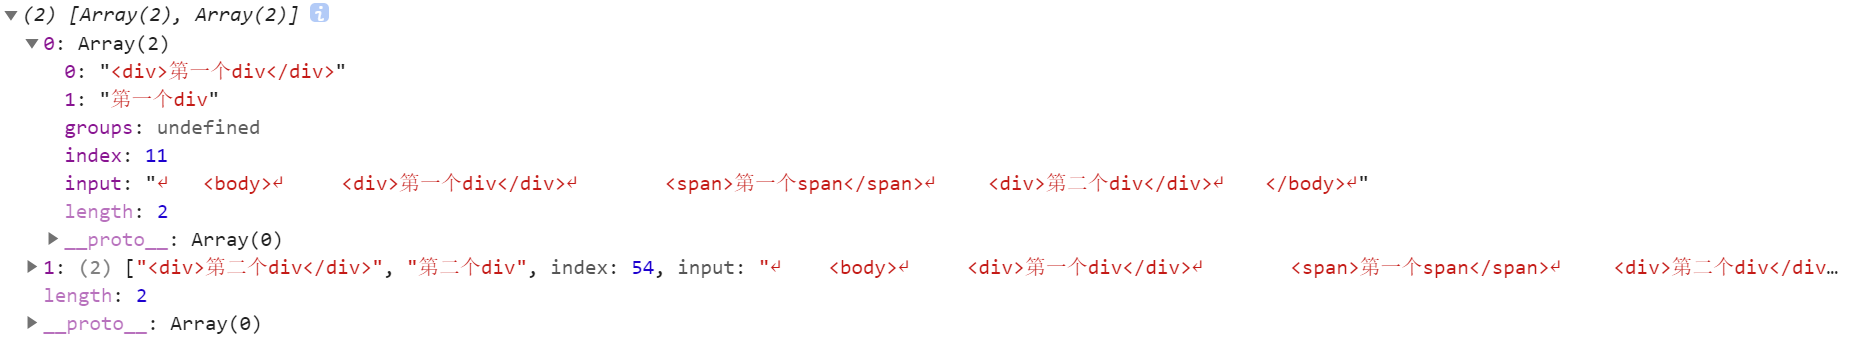 ▼(2) [Array(2), Array(2)] i
▼0: Array(2)
0: "<div>第一个div</div>"
1: "第一个div"
groups: undefined
index: 11
input: "↵   <body>↵     <div>第一个div</div>↵        <span>第一个span</span>↵     <div>第二个div</div>↵    </body>↵"
length: 2
▶__proto__: Array(0)
▶1: (2) ["<div>第二个div</div>", "第二个div", index: 54, input: "↵     <body>↵     <div>第一个div</div>↵        <span>第一个span</span>↵     <div>第二个div</div…
length: 2
▶__proto__: Array(0)